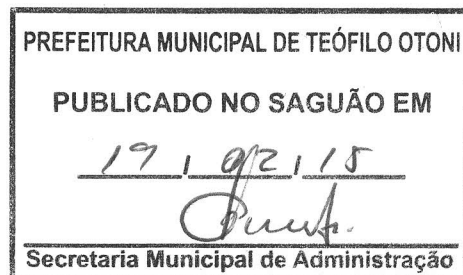 PREFEITURA MUNICIPAL DE TEÓFILO OTONI
PUBLICADO NO SAGUÃO EM
19, 02, 15
Secretaria Municipal de Administração